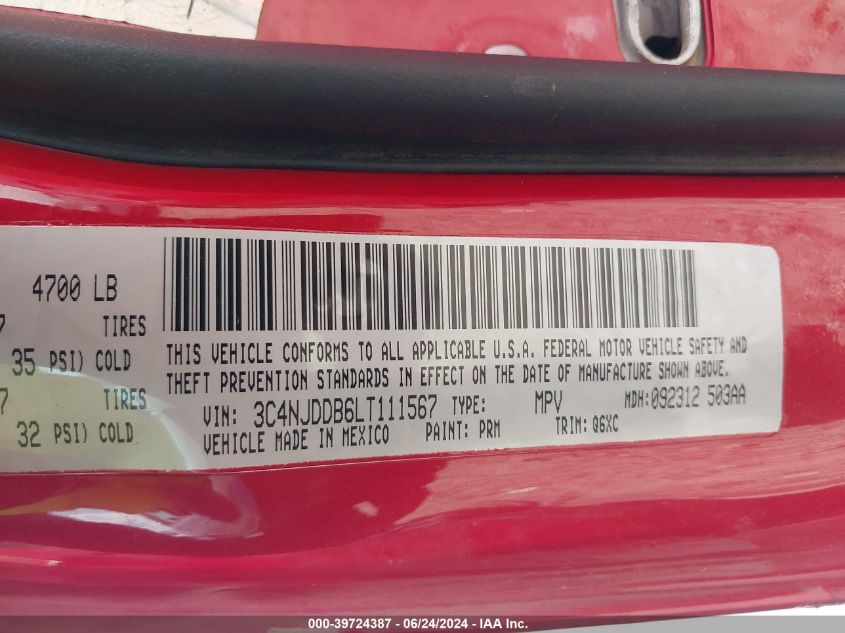 4700 LB
7 TIRES
35 PSI) COLD
7 TIRES
32 PSI) COLD
THIS VEHICLE CONFORMS TO ALL APPLICABLE U.S.A. FEDERAL MOTOR VEHICLE SAFETY AND
THEFT PREVENTION STANDARDS IN EFFECT ON THE DATE OF MANUFACTURE SHOWN ABOVE.
VIN: 3C4NJDDB6LT111567 TYPE: MPV MDH:092312 503AA
VEHICLE MADE IN MEXICO PAINT: PRM TRIM: Q6XC
000-39724387 - 06/24/2024 - IAA Inc.